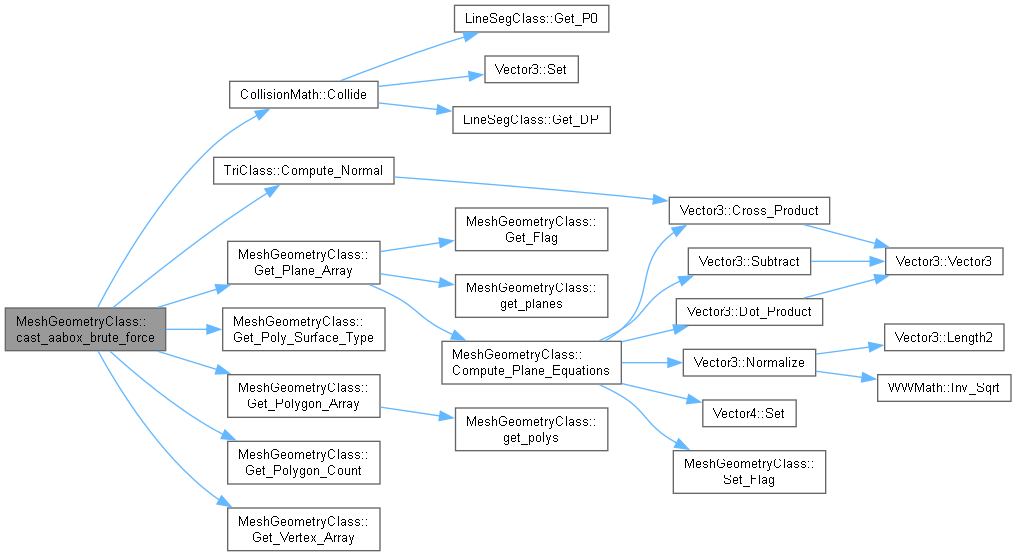 LineSegClass::Get_P0
Vector3::Set
CollisionMath::Collide
LineSegClass::Get_DP
TriClass::Compute_Normal
Vector3::Cross_Product
MeshGeometryClass::
Get_Flag
MeshGeometryClass::
Get_Plane_Array
Vector3::Subtract
Vector3::Vector3
MeshGeometryClass::
get_planes
Vector3::Dot_Product
MeshGeometryClass::
cast_aabox_brute_force
MeshGeometryClass::
Get_Poly_Surface_Type
Vector3::Length2
MeshGeometryClass::
Compute_Plane_Equations
Vector3::Normalize
WWMath::Inv_Sqrt
MeshGeometryClass::
Get_Polygon_Array
Vector4::Set
MeshGeometryClass::
get_polys
MeshGeometryClass::
Get_Polygon_Count
MeshGeometryClass::
Set_Flag
MeshGeometryClass::
Get_Vertex_Array